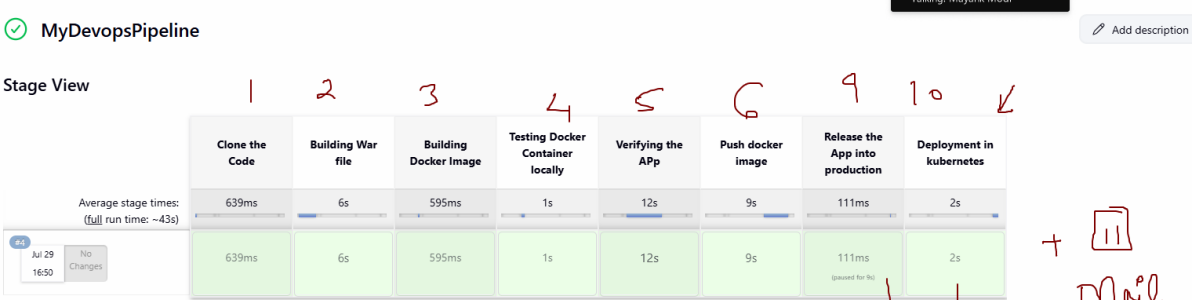 Talking: Mayank Modi
MyDevopsPipeline
Add description
Stage View
1 2 3 4 5 6 9 10
Clone the Code
Building War file
Building Docker Image
Testing Docker Container locally
Verifying the APp
Push docker image
Release the App into production
Deployment in kubernetes
Average stage times:
639ms 6s 595ms 1s 12s 9s 111ms 2s
(full run time: ~43s)
#4
Jul 29
16:50
No Changes
639ms 6s 595ms 1s 12s 9s 111ms 2s
(paused for 9s)
+
Mail